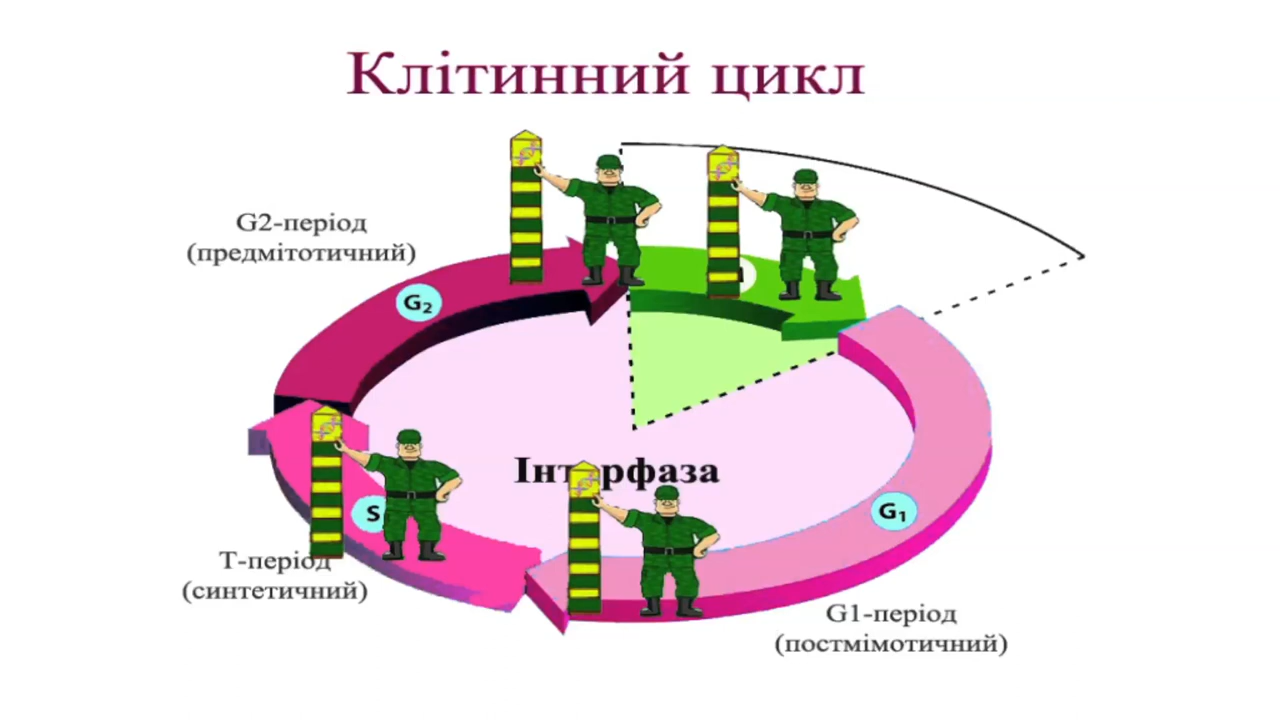 Клітинний цикл
G2-період
(предмітотичний)
G₂
Інтерфаза
S
G₁
Т-період
(синтетичний)
G1-період
(постмімотичний)